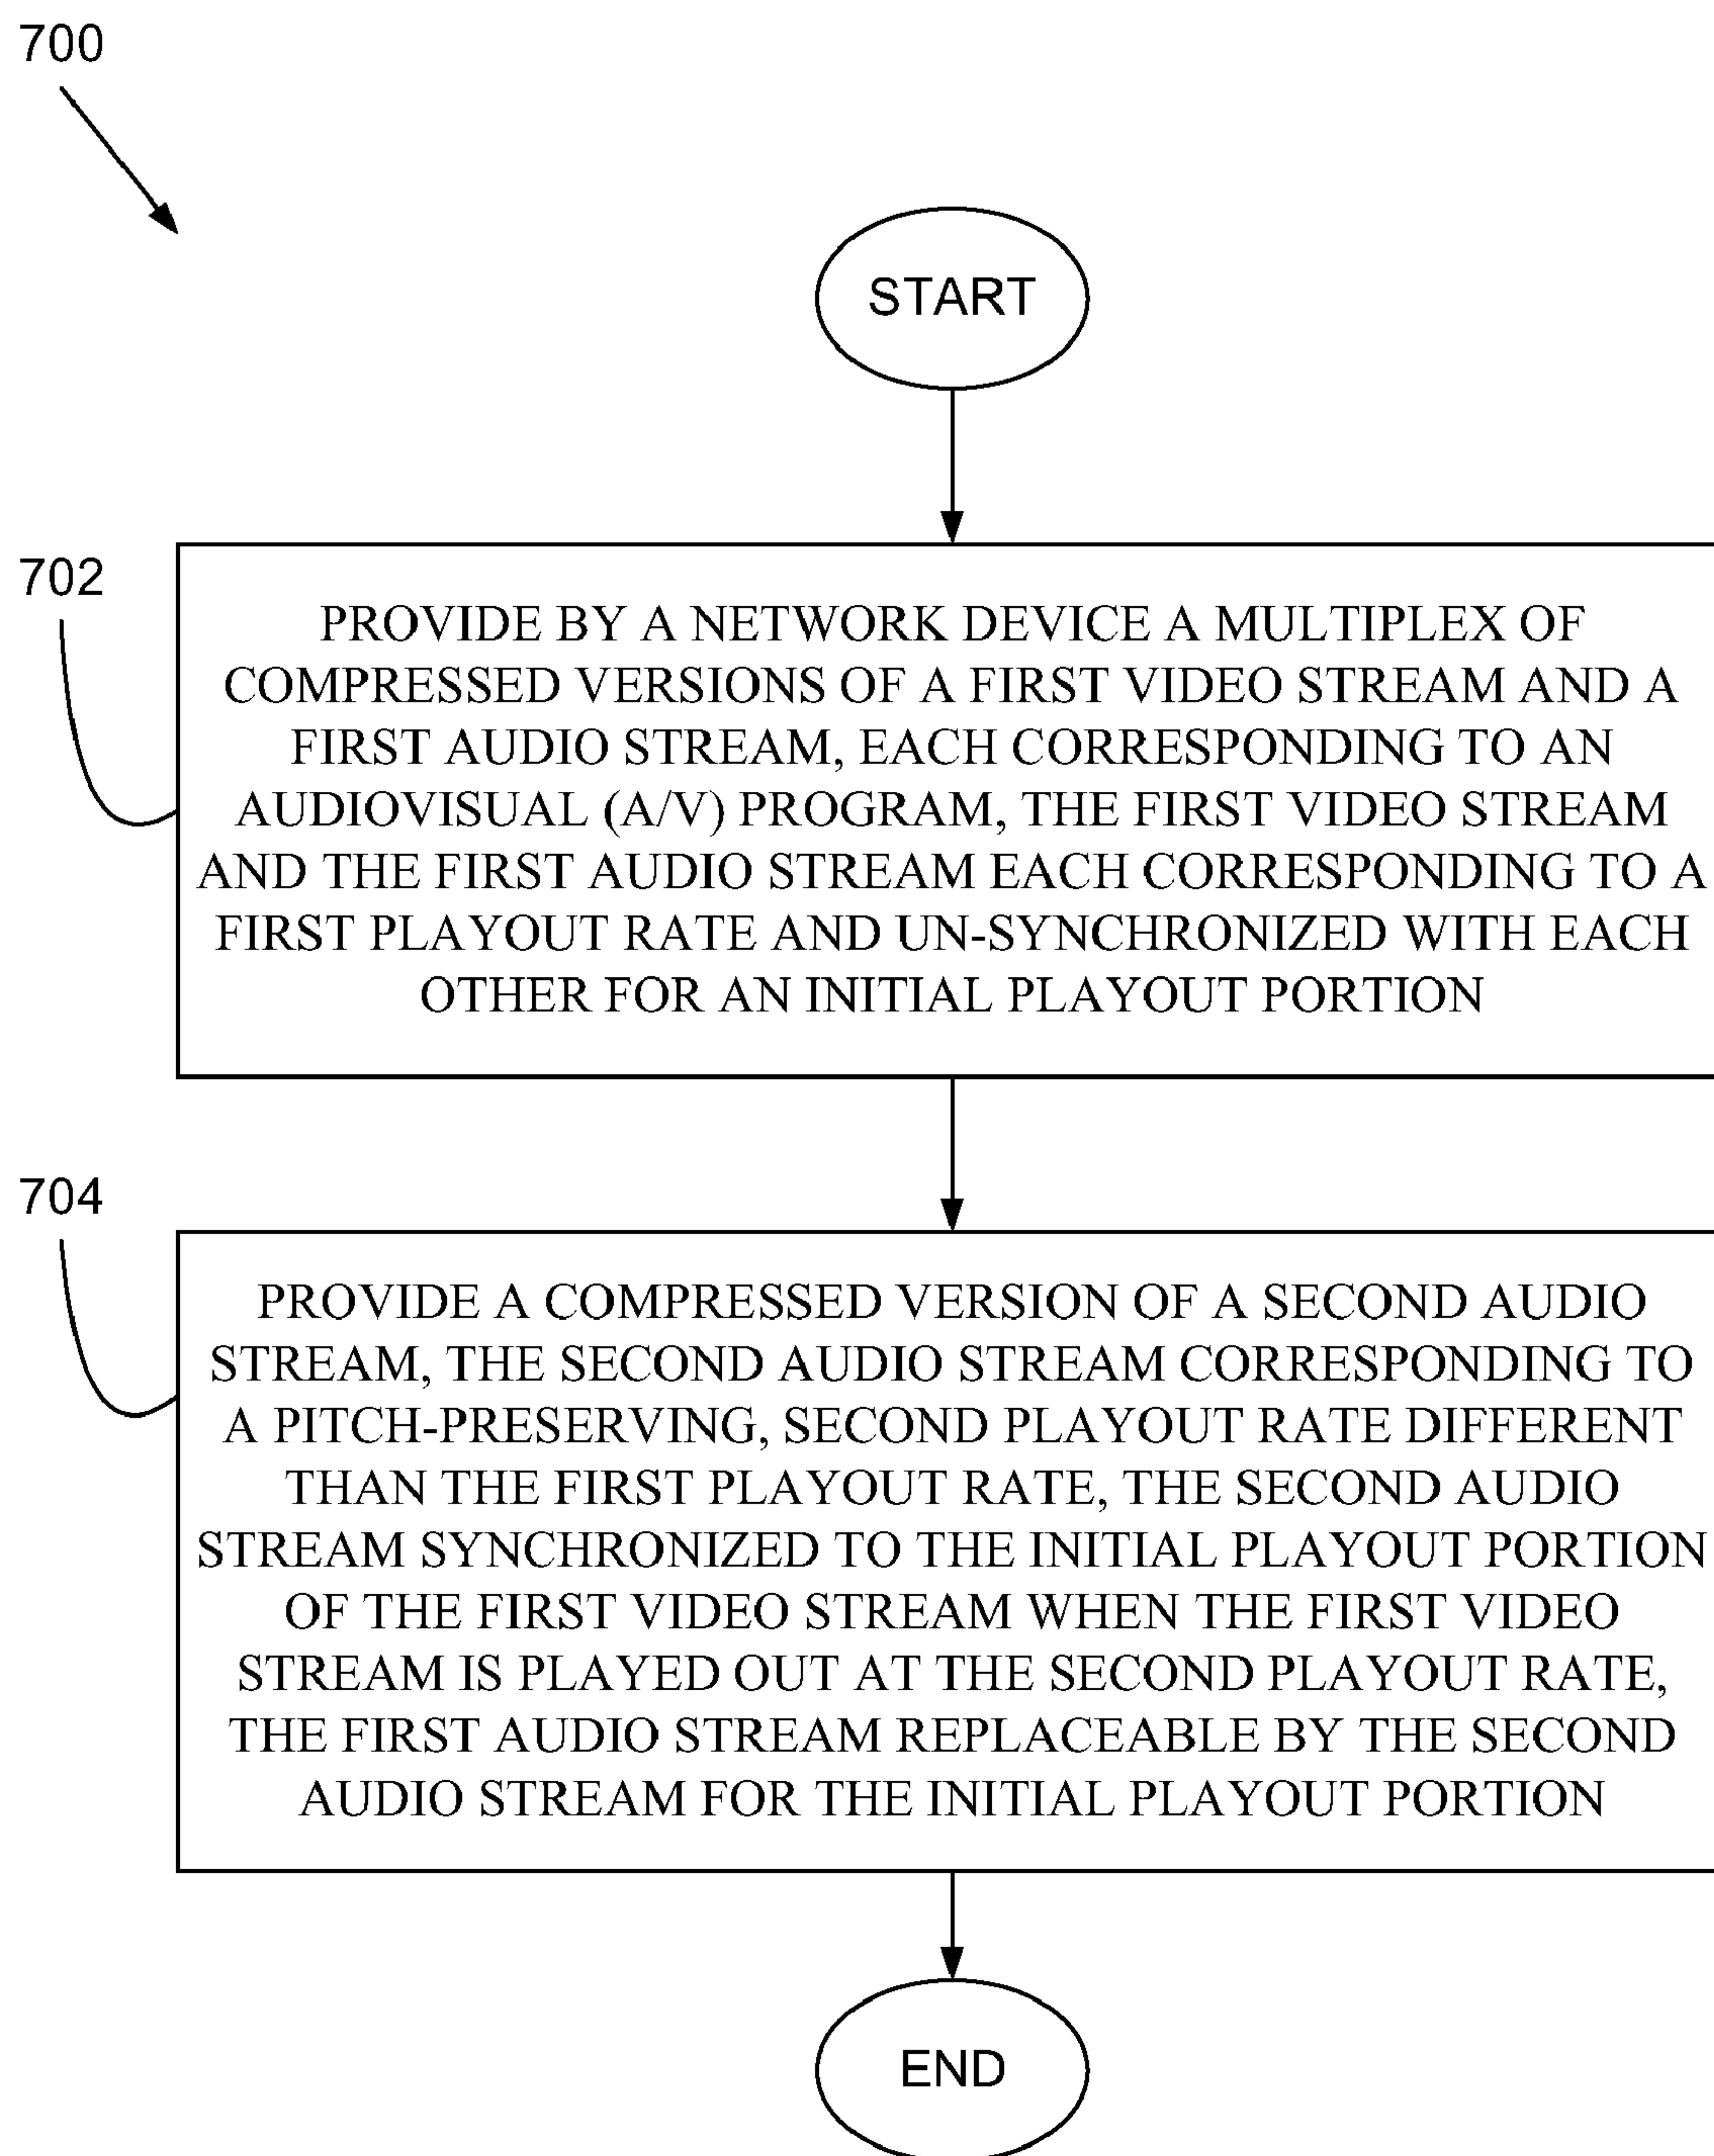 700
START
702
PROVIDE BY A NETWORK DEVICE A MULTIPLEX OF
COMPRESSED VERSIONS OF A FIRST VIDEO STREAM AND A
FIRST AUDIO STREAM, EACH CORRESPONDING TO AN
AUDIOVISUAL (A/V) PROGRAM, THE FIRST VIDEO STREAM
AND THE FIRST AUDIO STREAM EACH CORRESPONDING TO A
FIRST PLAYOUT RATE AND UN-SYNCHRONIZED WITH EACH
OTHER FOR AN INITIAL PLAYOUT PORTION
704
PROVIDE A COMPRESSED VERSION OF A SECOND AUDIO
STREAM, THE SECOND AUDIO STREAM CORRESPONDING TO
A PITCH-PRESERVING, SECOND PLAYOUT RATE DIFFERENT
THAN THE FIRST PLAYOUT RATE, THE SECOND AUDIO
STREAM SYNCHRONIZED TO THE INITIAL PLAYOUT PORTION
OF THE FIRST VIDEO STREAM WHEN THE FIRST VIDEO
STREAM IS PLAYED OUT AT THE SECOND PLAYOUT RATE,
THE FIRST AUDIO STREAM REPLACEABLE BY THE SECOND
AUDIO STREAM FOR THE INITIAL PLAYOUT PORTION
END